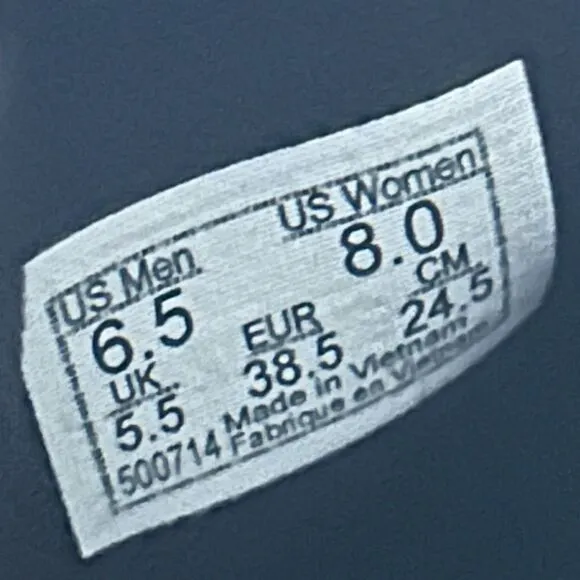 US Men US Women
6.5 8.0
UK EUR CM
5.5 38.5 24.5
Made in Vietnam
500714 Fabrique en Vietnam